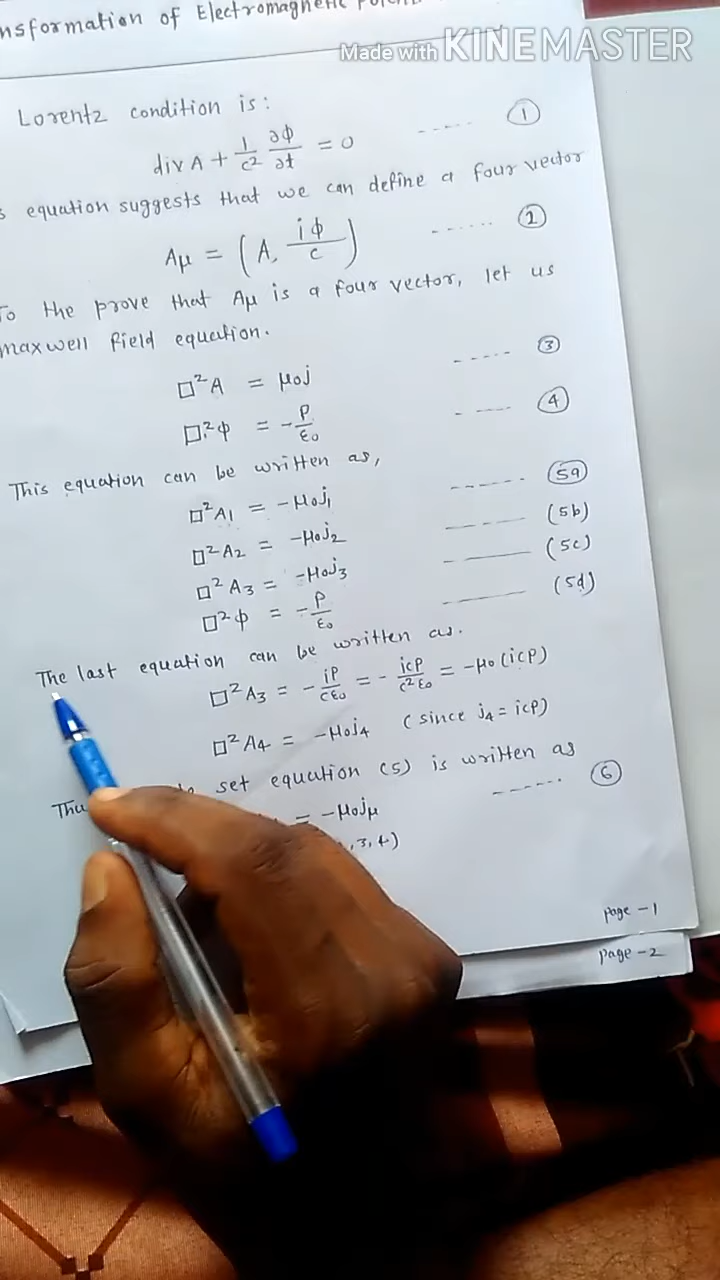 nsformation of Electromagnetic
Made with KINEMASTER
Lorentz condition is:
div A + 1/c² ∂ϕ/∂t = 0 ------ ①
s equation suggests that we can define a four vector
Aμ = (A, iϕ/c) ------ ②
To the prove that Aμ is a four vector, let us
maxwell field equation.
□²A = μ₀j ------ ③
□²ϕ = -ρ/ε₀ ------ ④
This equation can be written as,
□²A₁ = -μ₀j₁ ------ (5a)
□²A₂ = -μ₀j₂ ------ (5b)
□²A₃ = -μ₀j₃ ------ (5c)
□²ϕ = -ρ/ε₀ ------ (5d)
The last equation can be written as.
□²A₃ = -iρ/cε₀ = -icρ/c²ε₀ = -μ₀(icρ)
□²A₄ = -μ₀j₄ (since j₄ = icρ)
set equation (5) is written as
= -μ₀jμ ------ ⑥
, 3, 4)
page -1
page -2